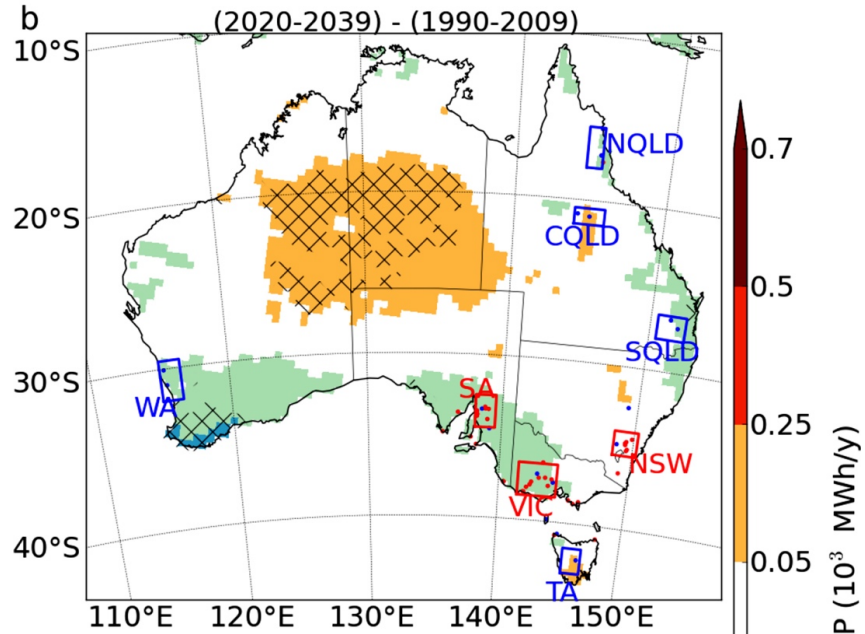 b
(2020-2039) - (1990-2009)
10°S
20°S
30°S
40°S
110°E 120°E 130°E 140°E 150°E
NQLD
CQLD
SQLD
WA
SA
NSW
VIC
TA
0.7
0.5
0.25
0.05
P (10³ MWh/y)